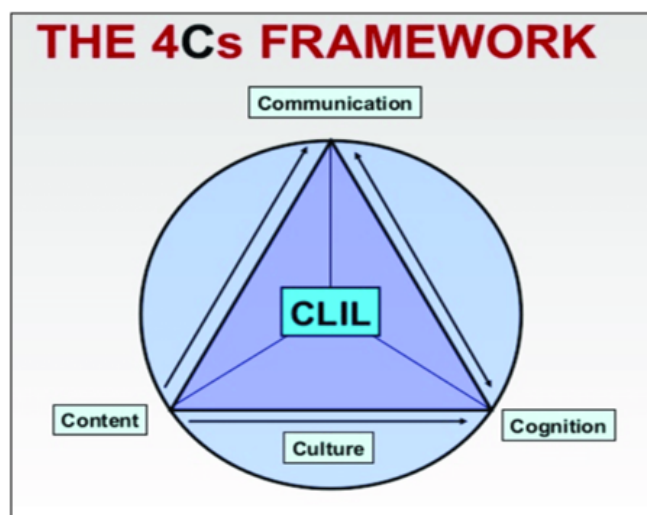 THE 4Cs FRAMEWORK
Communication
CLIL
Content
Culture
Cognition